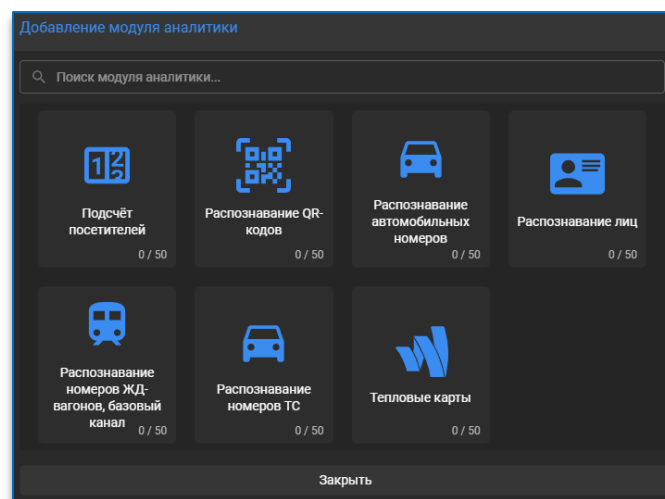 Добавление модуля аналитики
Поиск модуля аналитики...
Подсчёт
посетителей
0 / 50
Распознавание QR-
кодов
0 / 50
Распознавание
автомобильных
номеров
0 / 50
Распознавание лиц
0 / 50
Распознавание
номеров ЖД-
вагонов, базовый
канал
0 / 50
Распознавание
номеров ТС
0 / 50
Тепловые карты
0 / 50
Закрыть